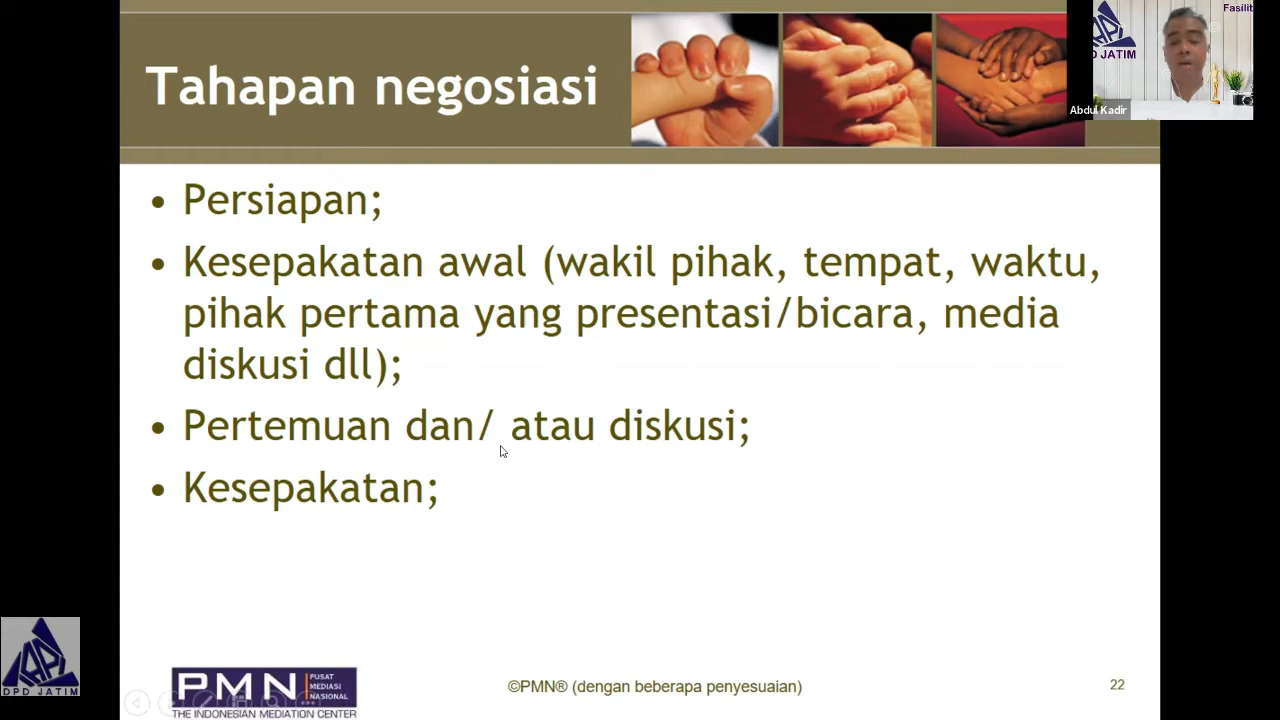 Tahapan negosiasi
Fasilit
DPD JATIM
Abdul Kadir
• Persiapan;
• Kesepakatan awal (wakil pihak, tempat, waktu,
pihak pertama yang presentasi/bicara, media
diskusi dll);
• Pertemuan dan/ atau diskusi;
• Kesepakatan;
IAPI
DPD JATIM
PMN
PUSAT
MEDIASI
NASIONAL
THE INDONESIAN MEDIATION CENTER
©PMN® (dengan beberapa penyesuaian)
22